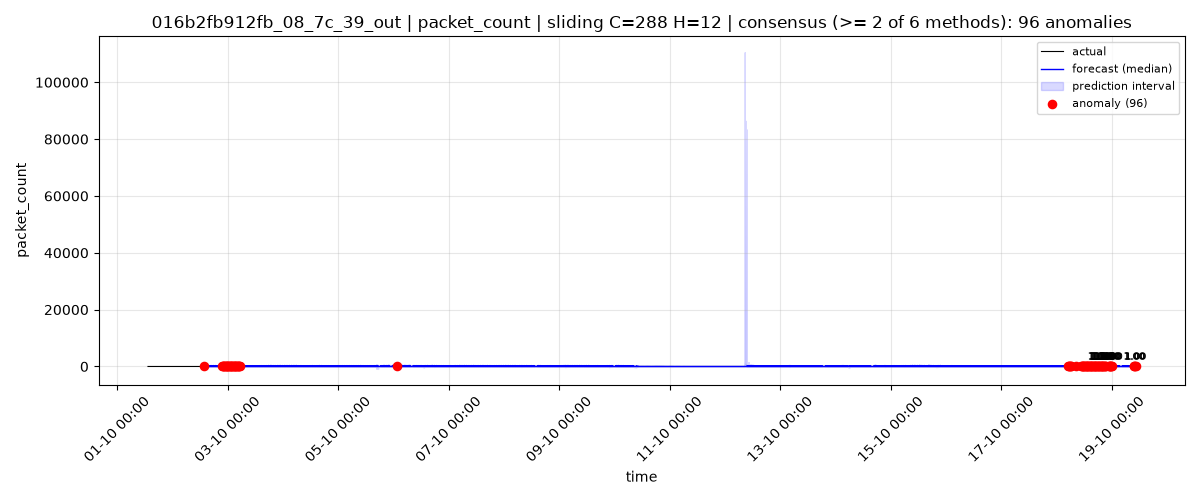 016b2fb912fb_08_7c_39_out | packet_count | sliding C=288 H=12 | consensus (>= 2 of 6 methods): 96 anomalies
actual
forecast (median)
prediction interval
anomaly (96)
packet_count
100000
80000
60000
40000
20000
0
1.00
01-10 00:00
03-10 00:00
05-10 00:00
07-10 00:00
09-10 00:00
11-10 00:00
13-10 00:00
15-10 00:00
17-10 00:00
19-10 00:00
time